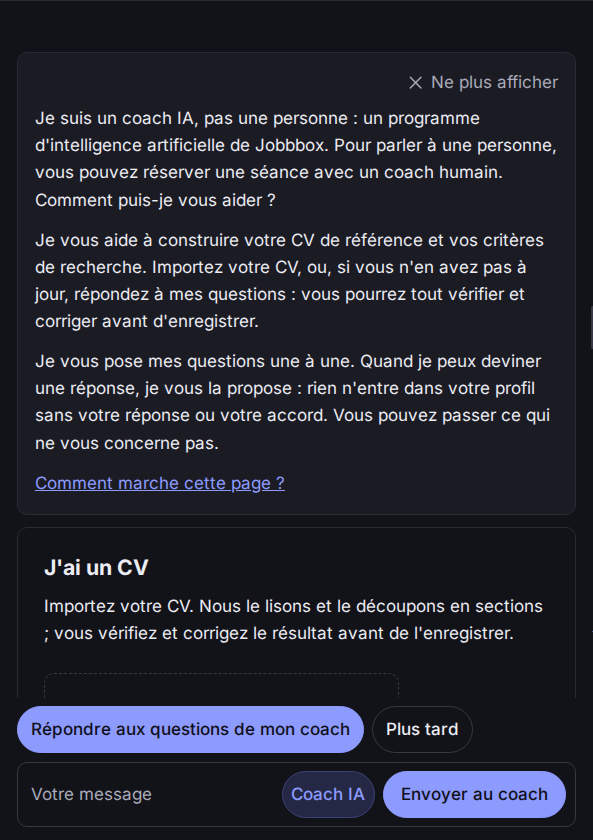 Ne plus afficher
Je suis un coach IA, pas une personne : un programme
d'intelligence artificielle de Jobbbox. Pour parler à une personne,
vous pouvez réserver une séance avec un coach humain.
Comment puis-je vous aider ?
Je vous aide à construire votre CV de référence et vos critères
de recherche. Importez votre CV, ou, si vous n'en avez pas à
jour, répondez à mes questions : vous pourrez tout vérifier et
corriger avant d'enregistrer.
Je vous pose mes questions une à une. Quand je peux deviner
une réponse, je vous la propose : rien n'entre dans votre profil
sans votre réponse ou votre accord. Vous pouvez passer ce qui
ne vous concerne pas.
Comment marche cette page ?
J'ai un CV
Importez votre CV. Nous le lisons et le découpons en sections
; vous vérifiez et corrigez le résultat avant de l'enregistrer.
Répondre aux questions de mon coach
Plus tard
Votre message
Coach IA
Envoyer au coach